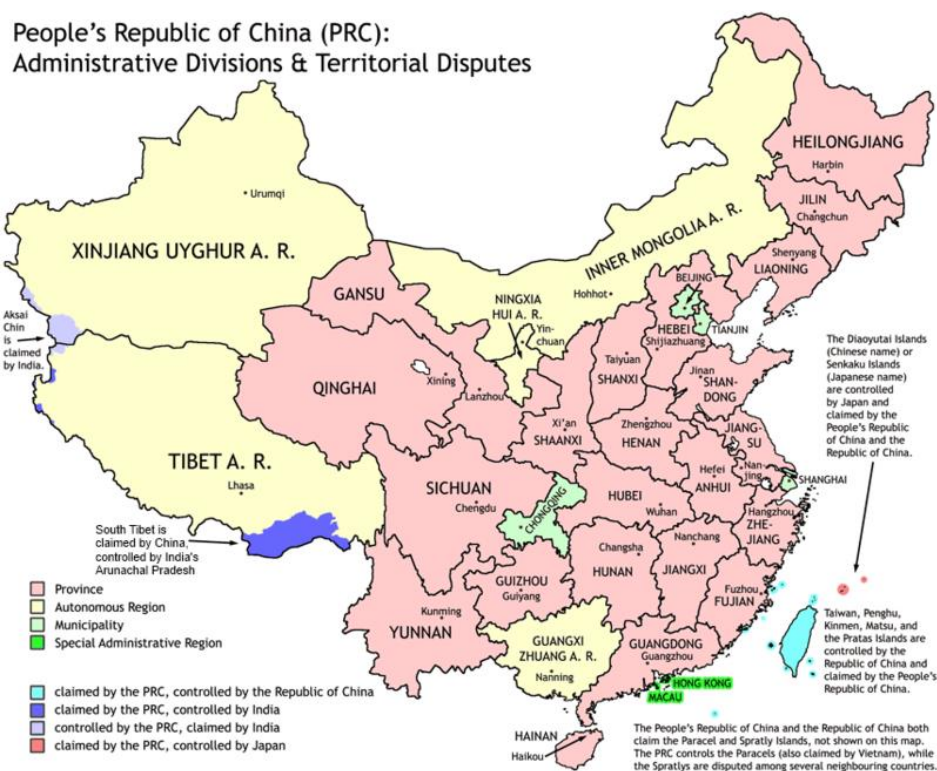 People's Republic of China (PRC):
Administrative Divisions & Territorial Disputes
HEILONGJIANG
Harbin
JILIN
Changchun
Urumqi
XINJIANG UYGHUR A. R.
INNER MONGOLIA A. R.
Shenyang
LIAONING
BEIJING
GANSU
Hohhot
NINGXIA
HUI A. R.
Yin-
chuan
HEBEI
TIANJIN
Shijiazhuang
Aksai
Chin
is
claimed
by India.
The Diaoyutai Islands
(Chinese name) or
Senkaku Islands
(Japanese name)
are controlled
by Japan and
claimed by the
People's Republic
of China and the
Republic of China.
Taiyuan
SHANXI
Jinan
SHAN-
DONG
QINGHAI
Xining
Lanzhou
Xi'an
SHAANXI
Zhengzhou
HENAN
JIANG-
SU
TIBET A. R.
Lhasa
SICHUAN
Chengdu
CHONGQING
HUBEI
Wuhan
Hefei
ANHUI
Nan-
jing
SHANGHAI
Hangzhou
ZHE-
JIANG
South Tibet is
claimed by China,
controlled by India's
Arunachal Pradesh
Changsha
HUNAN
Nanchang
JIANGXI
GUIZHOU
Guiyang
Fuzhou
FUJIAN
Kunming
YUNNAN
GUANGXI
ZHUANG A. R.
Nanning
GUANGDONG
Guangzhou
HONG KONG
MACAU
Taiwan, Penghu,
Kinmen, Matsu, and
the Pratas Islands are
controlled by the
Republic of China and
claimed by the People's
Republic of China.
HAINAN
Haikou
Province
Autonomous Region
Municipality
Special Administrative Region
claimed by the PRC, controlled by the Republic of China
claimed by the PRC, controlled by India
controlled by the PRC, claimed by India
claimed by the PRC, controlled by Japan
The People's Republic of China and the Republic of China both
claim the Paracel and Spratly Islands, not shown on this map.
The PRC controls the Paracels (also claimed by Vietnam), while
the Spratlys are disputed among several neighbouring countries.